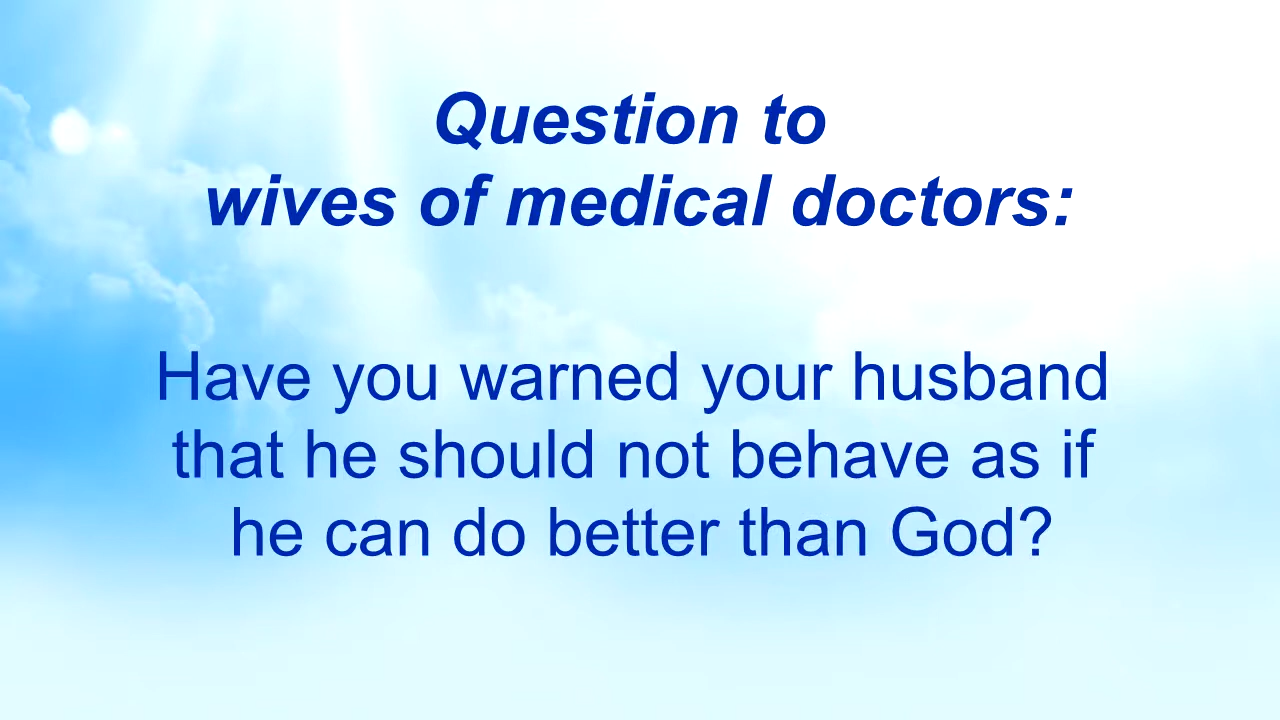 Question to
wives of medical doctors:
Have you warned your husband
that he should not behave as if
he can do better than God?